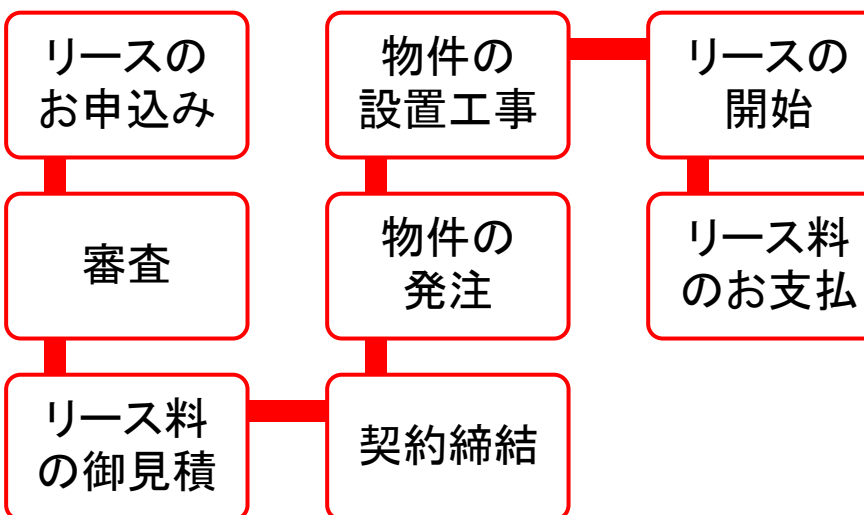 リースの
お申込み
審査
リース料
の御見積
契約締結
物件の
発注
物件の
設置工事
リースの
開始
リース料
のお支払